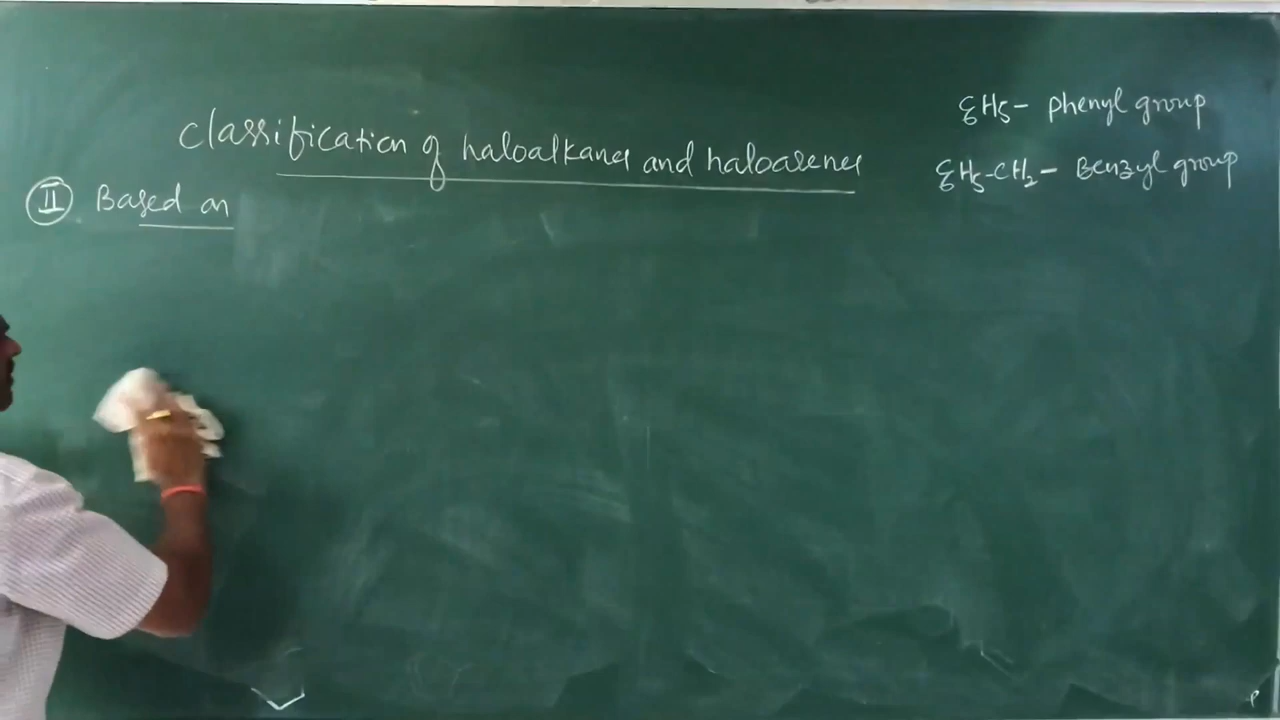 Classification of haloalkanes and haloarenes
II Based on
C6H5- phenyl group
C6H5-CH2- Benzyl group
P